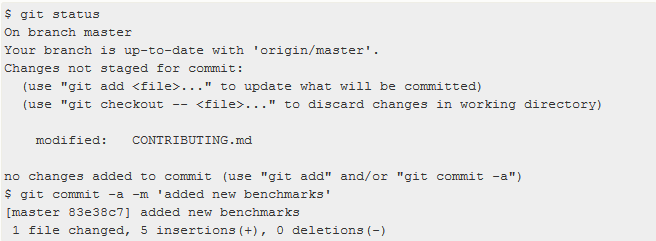 $ git status
On branch master
Your branch is up-to-date with 'origin/master'.
Changes not staged for commit:
  (use "git add <file>..." to update what will be committed)
  (use "git checkout -- <file>..." to discard changes in working directory)

    modified:   CONTRIBUTING.md

no changes added to commit (use "git add" and/or "git commit -a")
$ git commit -a -m 'added new benchmarks'
[master 83e38c7] added new benchmarks
 1 file changed, 5 insertions(+), 0 deletions(-)